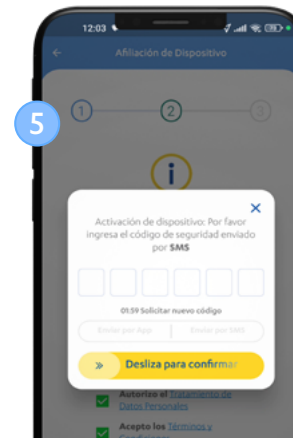 12:03
Afiliación de Dispositivo
5
1
2
3
i
Activación de dispositivo: Por favor
ingresa el código de seguridad enviado
por SMS
01:59 Solicitar nuevo código
Enviar por App
Enviar por SMS
Desliza para confirmar
Autorizo el Tratamiento de
Datos Personales
Acepto los Términos y
Condiciones